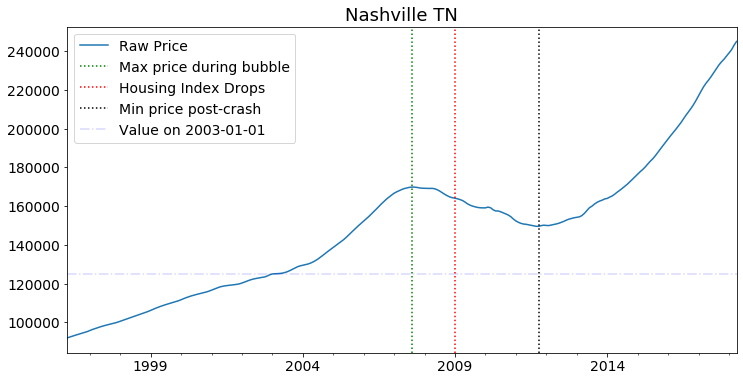 Nashville TN
Raw Price
Max price during bubble
Housing Index Drops
Min price post-crash
Value on 2003-01-01
240000
220000
200000
180000
160000
140000
120000
100000
1999 2004 2009 2014